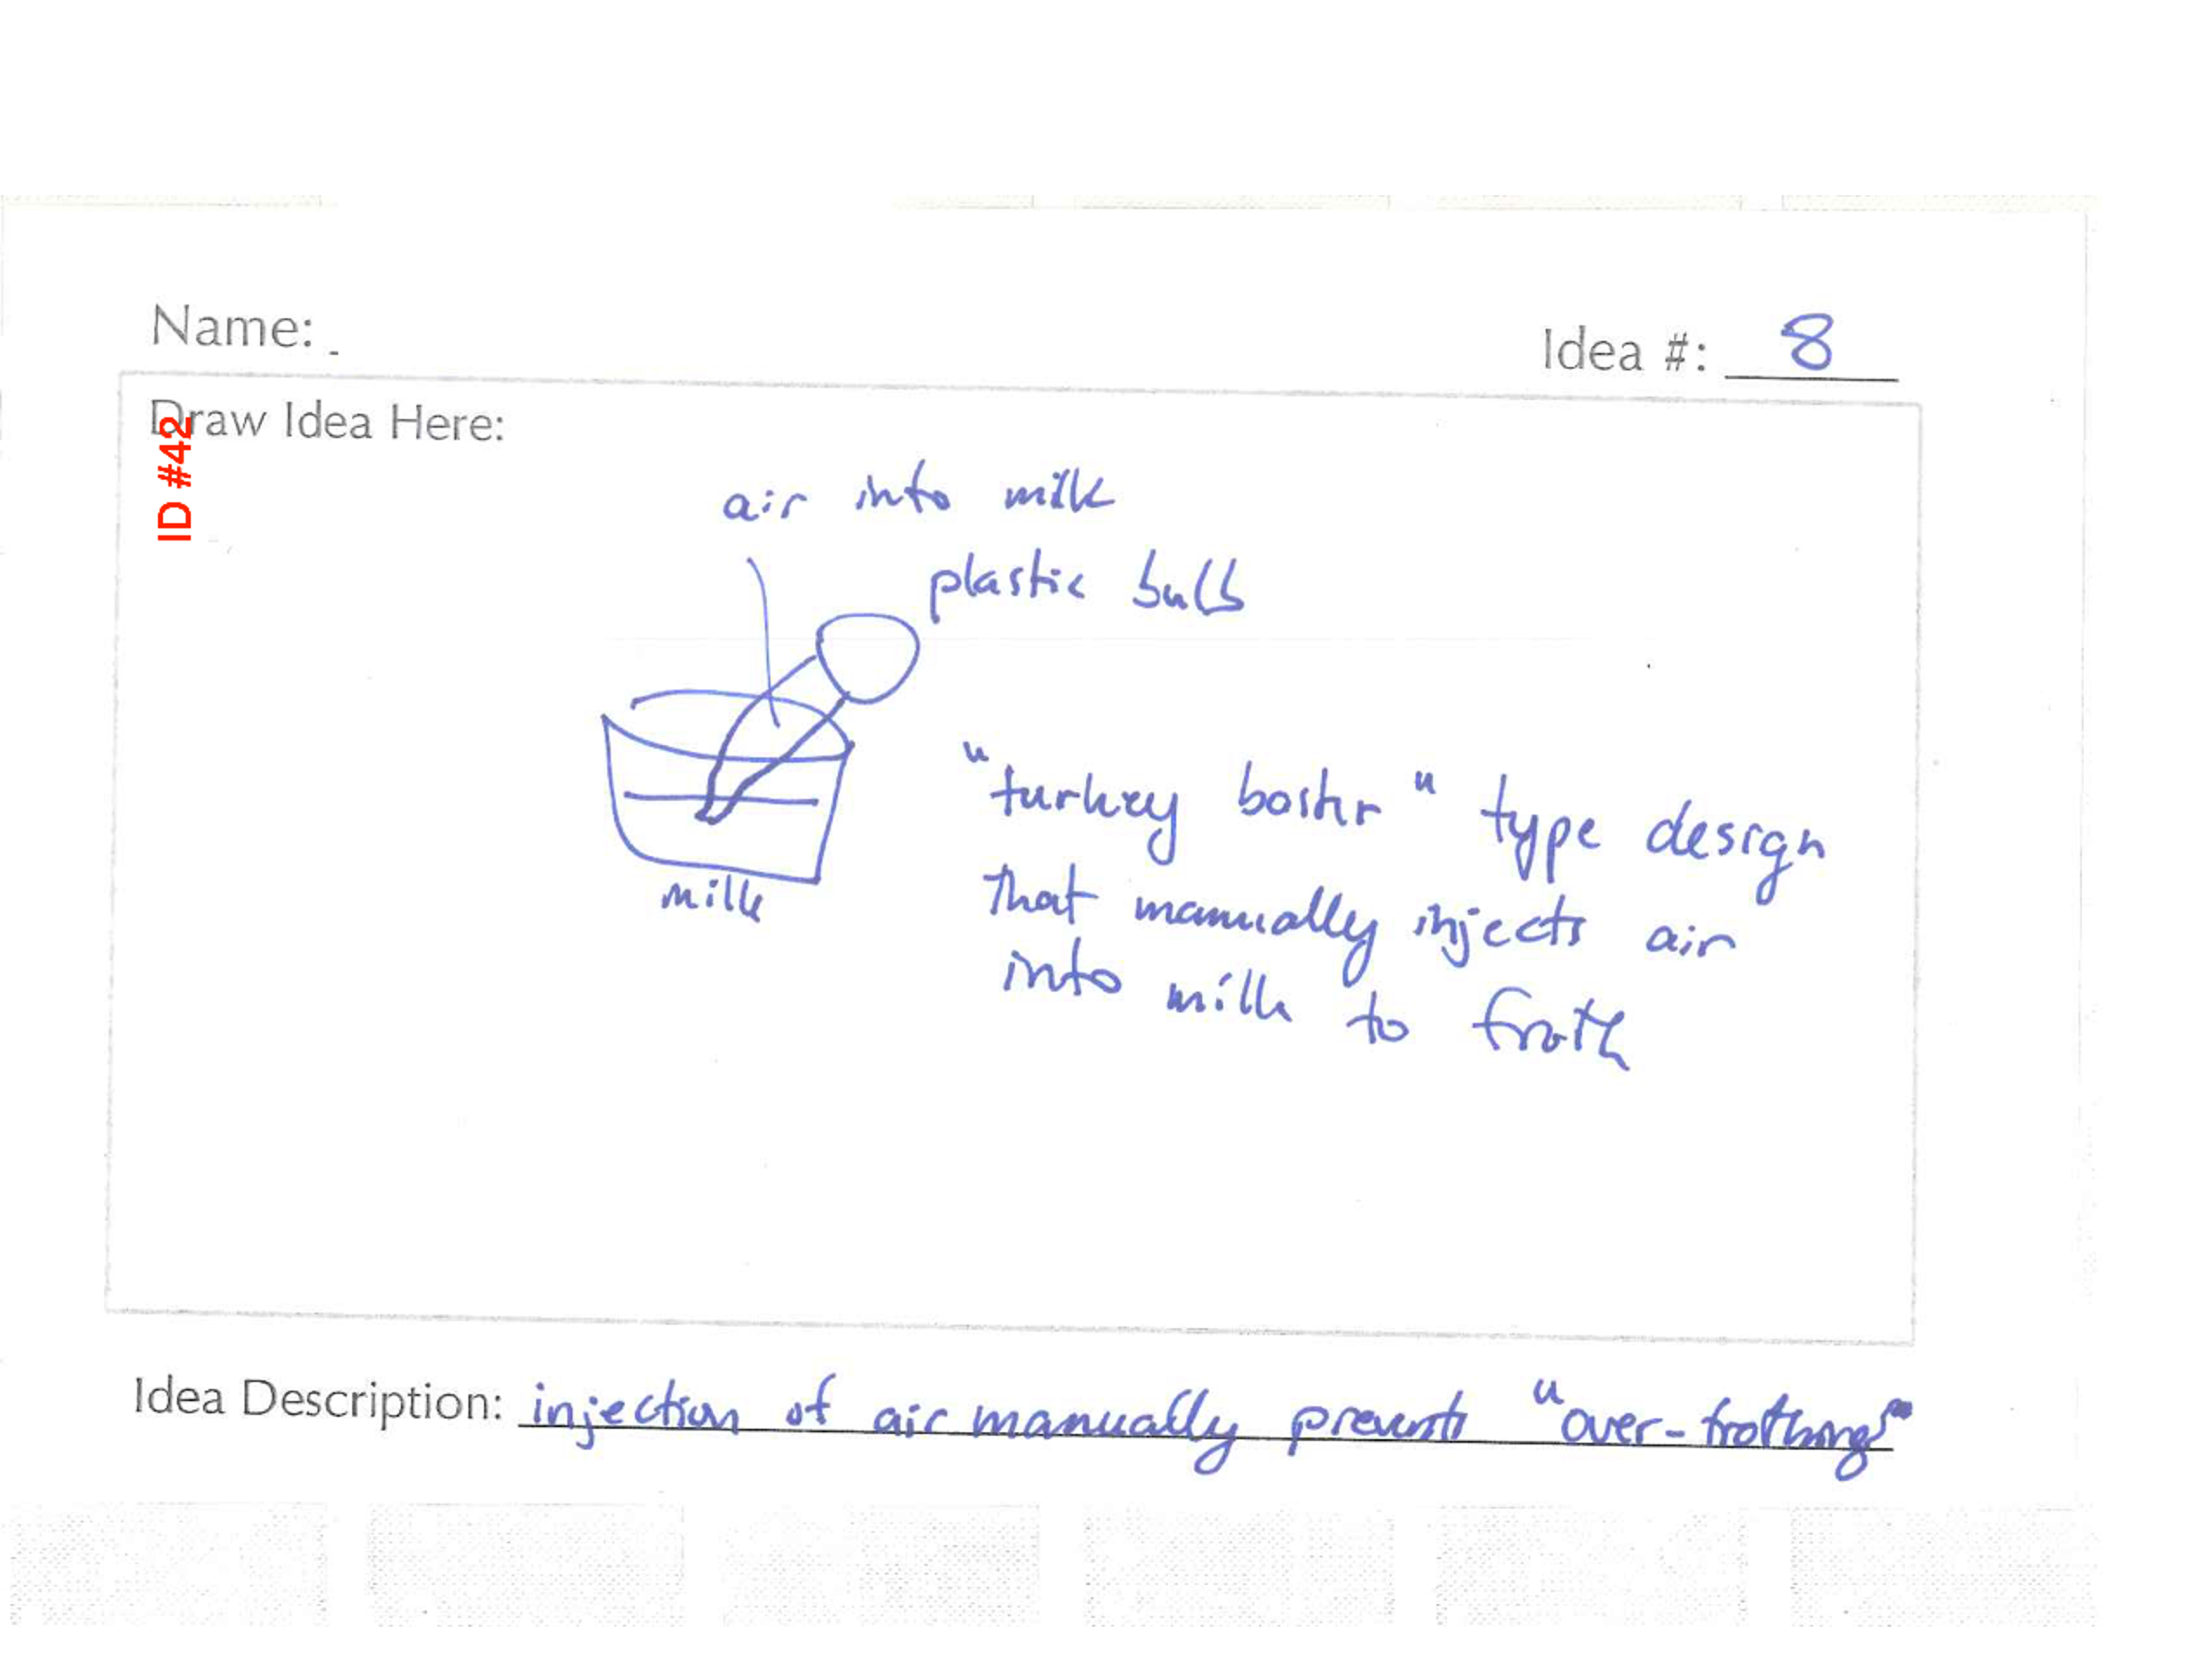 Name:
Idea #: 8
Draw Idea Here:
ID #42
air into milk
plastic bulb
"turkey bastr" type design
that manually injects air
into milk to froth
milk
Idea Description: injection of air manually prevents "over-frothing"